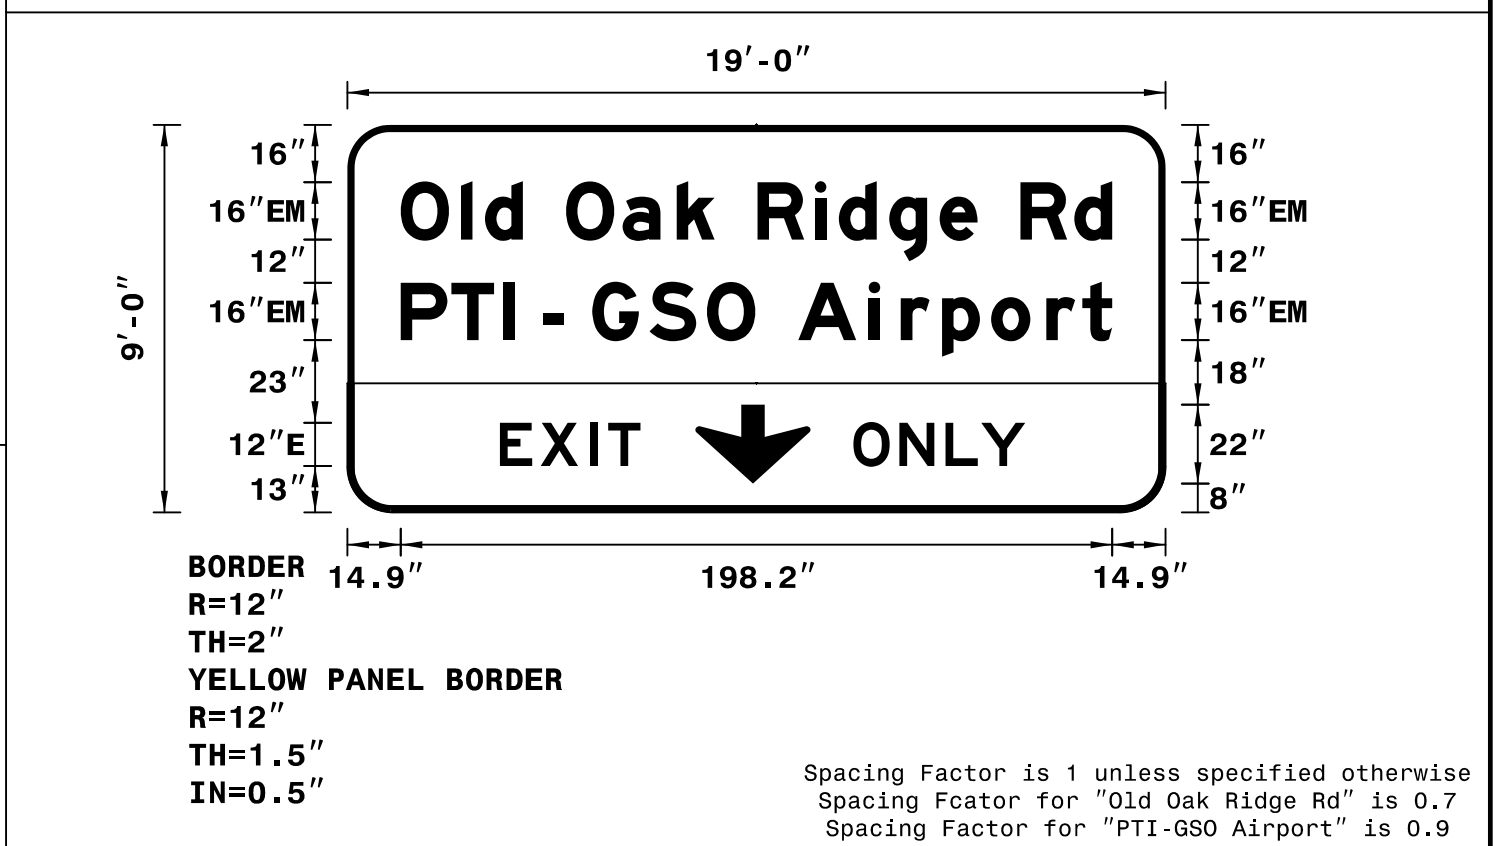 19'-0"
9'-0"
16"
16"EM
12"
16"EM
23"
12"E
13"
Old Oak Ridge Rd
PTI-GSO Airport
EXIT ONLY
16"
16"EM
12"
16"EM
18"
22"
8"
14.9" 198.2" 14.9"
BORDER
R=12"
TH=2"
YELLOW PANEL BORDER
R=12"
TH=1.5"
IN=0.5"
Spacing Factor is 1 unless specified otherwise
Spacing Fcator for "Old Oak Ridge Rd" is 0.7
Spacing Factor for "PTI-GSO Airport" is 0.9